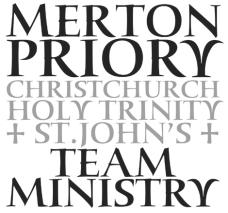 MERTON
PRIORY
CHRISTCHURCH
HOLY TRINITY
† ST. JOHN'S †
TEAM
MINISTRY